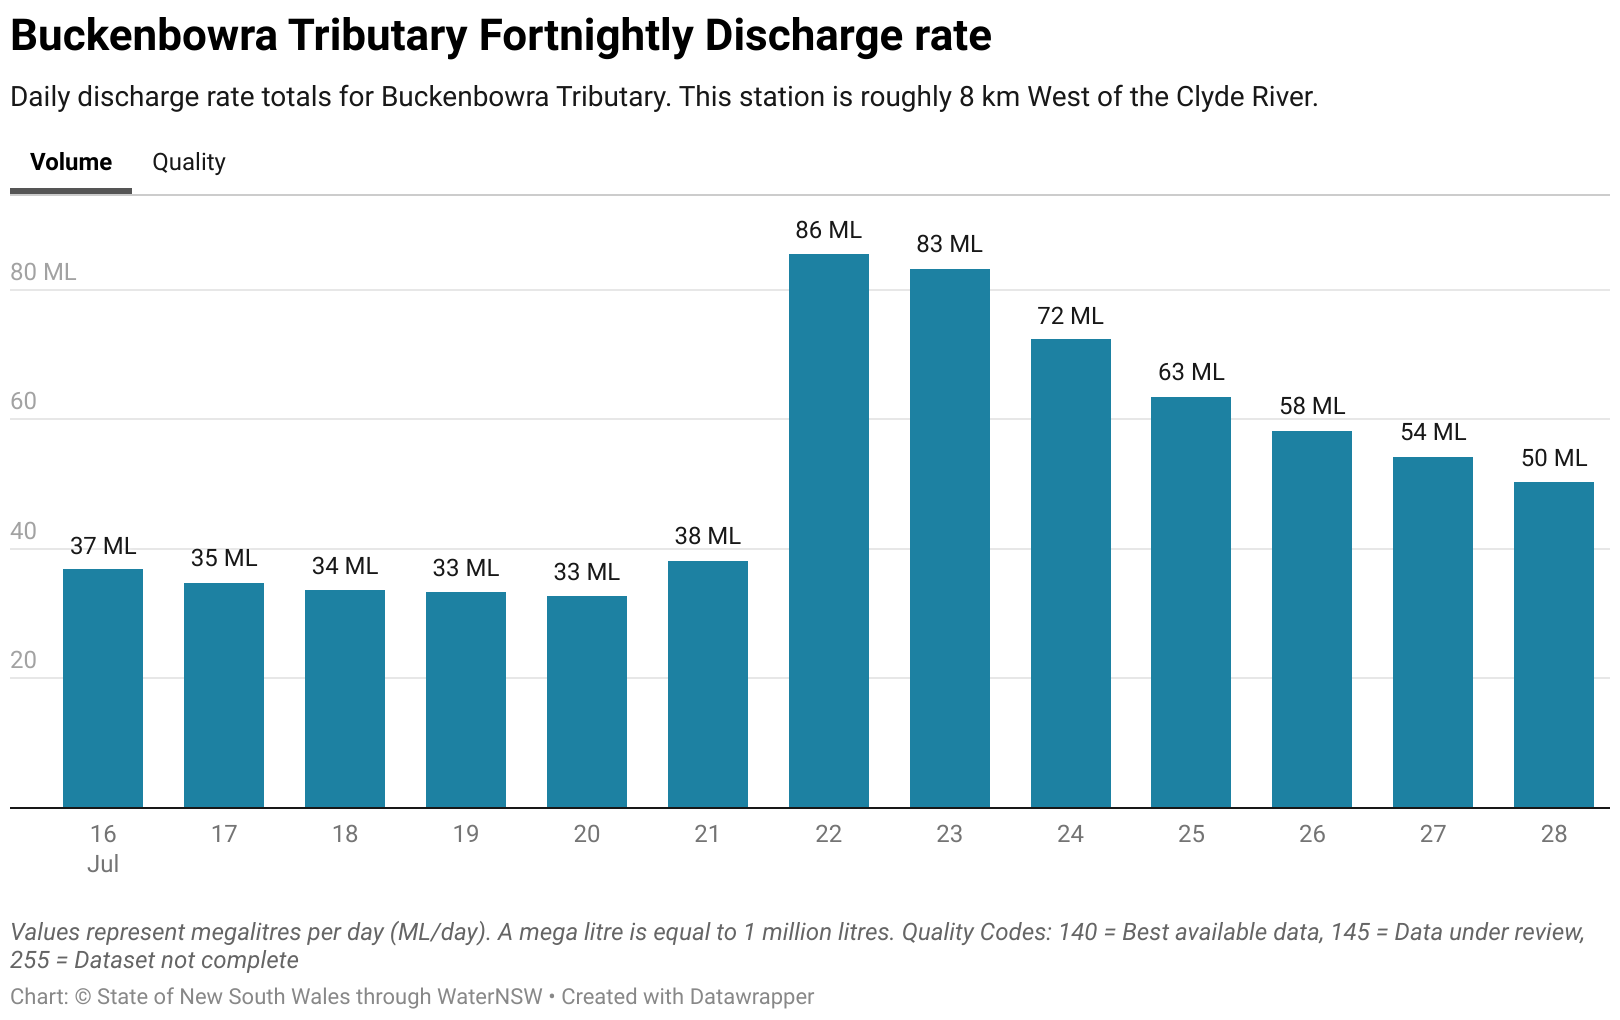 Buckenbowra Tributary Fortnightly Discharge rate
Daily discharge rate totals for Buckenbowra Tributary. This station is roughly 8 km West of the Clyde River.
Volume Quality
86 ML
83 ML
80 ML
72 ML
63 ML
60
58 ML
54 ML
50 ML
40
38 ML
37 ML
35 ML
34 ML
33 ML
33 ML
20
16 17 18 19 20 21 22 23 24 25 26 27 28
Jul
Values represent megalitres per day (ML/day). A mega litre is equal to 1 million litres. Quality Codes: 140 = Best available data, 145 = Data under review,
255 = Dataset not complete
Chart: © State of New South Wales through WaterNSW • Created with Datawrapper